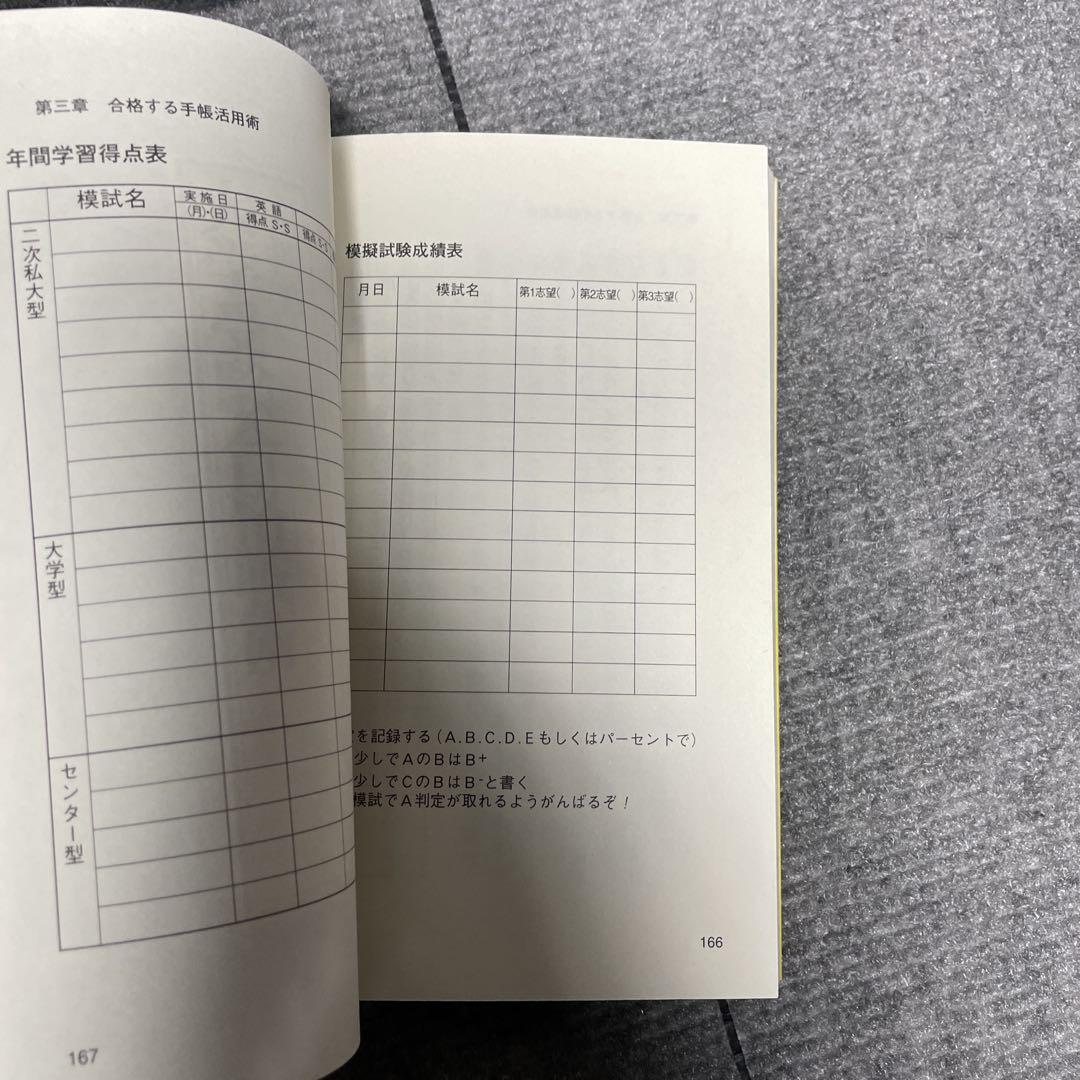 第三章 合格する手帳活用術
年間学習得点表
模試名 実施日 英語
(月)・(日) 得点 S・S 得点 S・S
二次私大型
大学型
センター型
167
模擬試験成績表
月日 模試名 第1志望( ) 第2志望( ) 第3志望( )
を記録する(A.B.C.D.Eもしくはパーセントで)
少しでAのBはB+
少しでCのBはB-と書く
模試でA判定が取れるようがんばるぞ!
166